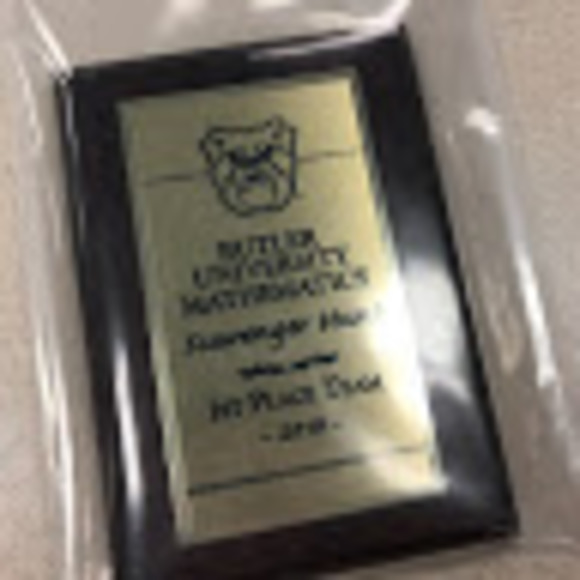 BUTLER
UNIVERSITY
MATHEMATICS
Scavenger Hunt
1ST PLACE TEAM